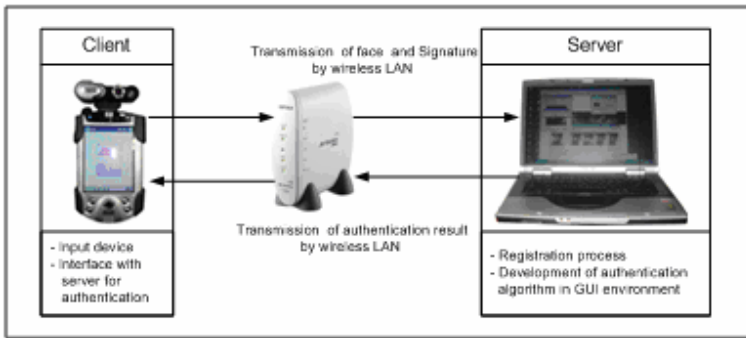 Client
Transmission of face and Signature
by wireless LAN
Server
Transmission of authentication result
by wireless LAN
- Input device
- Interface with
server for
authentication
- Registration process
- Development of authentication
algorithm in GUI environment